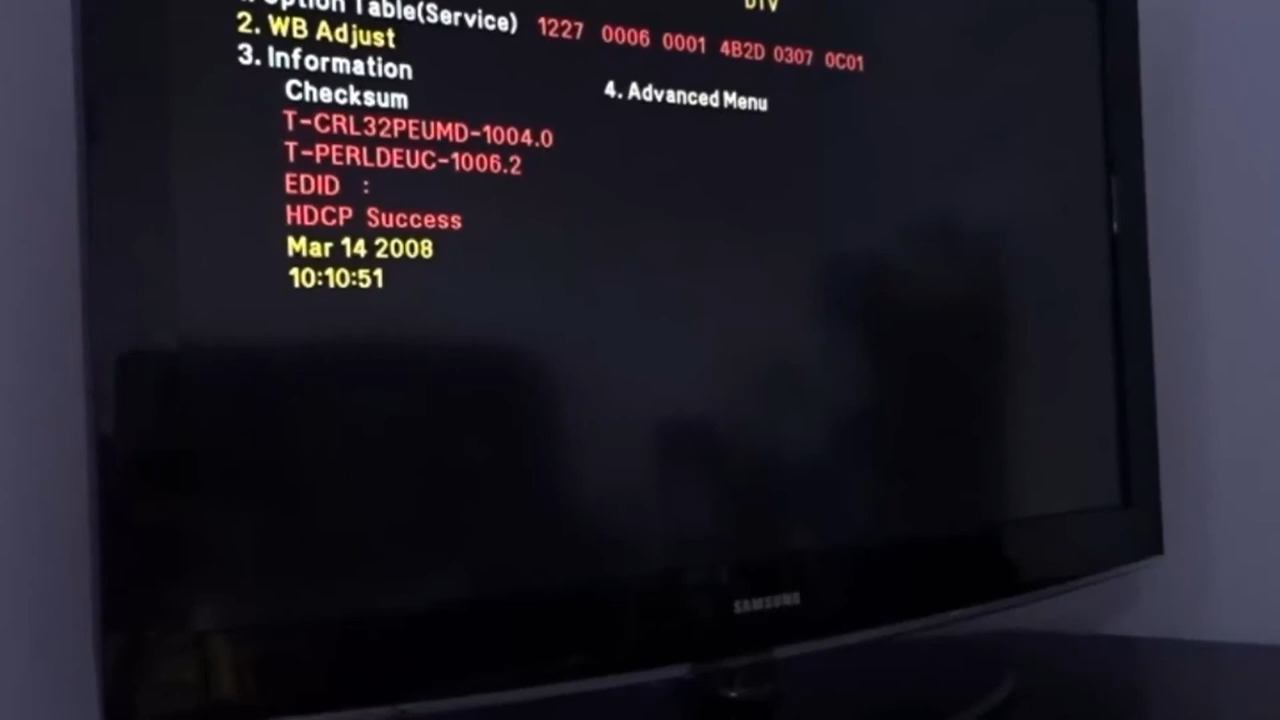 DTV
Option Table(Service) 1227 0006 0001 4B2D 0307 0C01
2. WB Adjust
3. Information
4. Advanced Menu
Checksum
T-CRL32PEUMD-1004.0
T-PERLDEUC-1006.2
EDID :
HDCP Success
Mar 14 2008
10:10:51
SAMSUNG